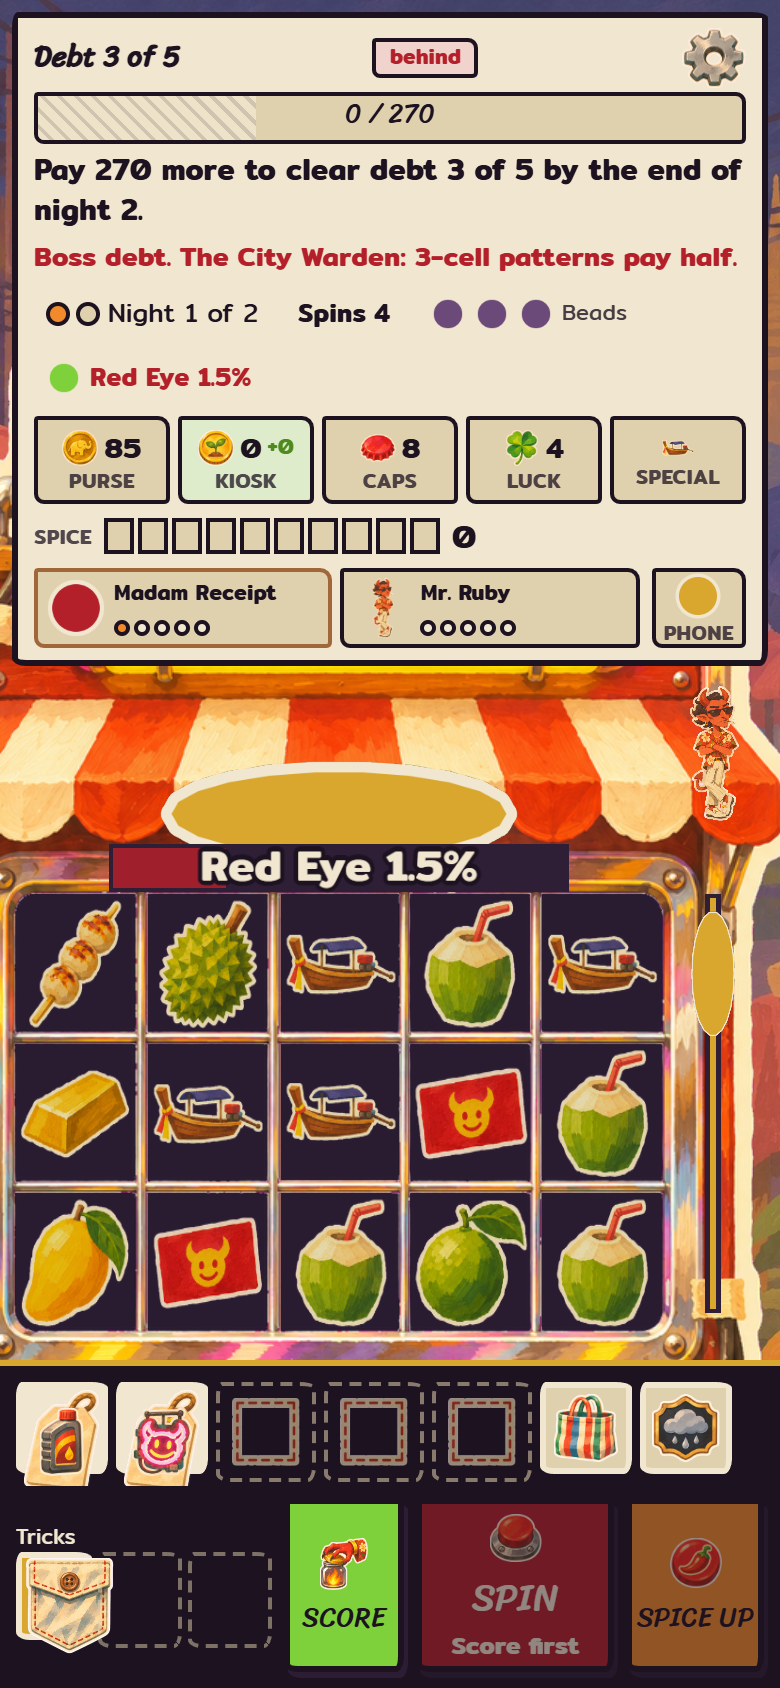 Debt 3 of 5
behind
0 / 270
Pay 270 more to clear debt 3 of 5 by the end of
night 2.
Boss debt. The City Warden: 3-cell patterns pay half.
Night 1 of 2
Spins 4
Beads
Red Eye 1.5%
85
PURSE
0 +0
KIOSK
8
CAPS
4
LUCK
SPECIAL
SPICE
0
Madam Receipt
Mr. Ruby
PHONE
Red Eye 1.5%
Tricks
SCORE
SPIN
Score first
SPICE UP